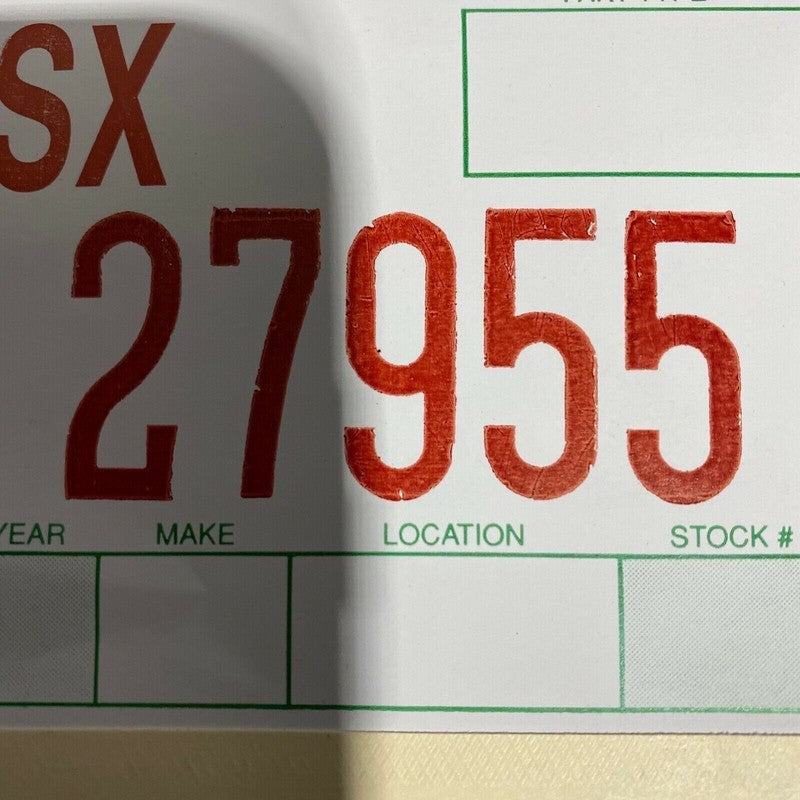 SX
27955
YEAR MAKE LOCATION STOCK #